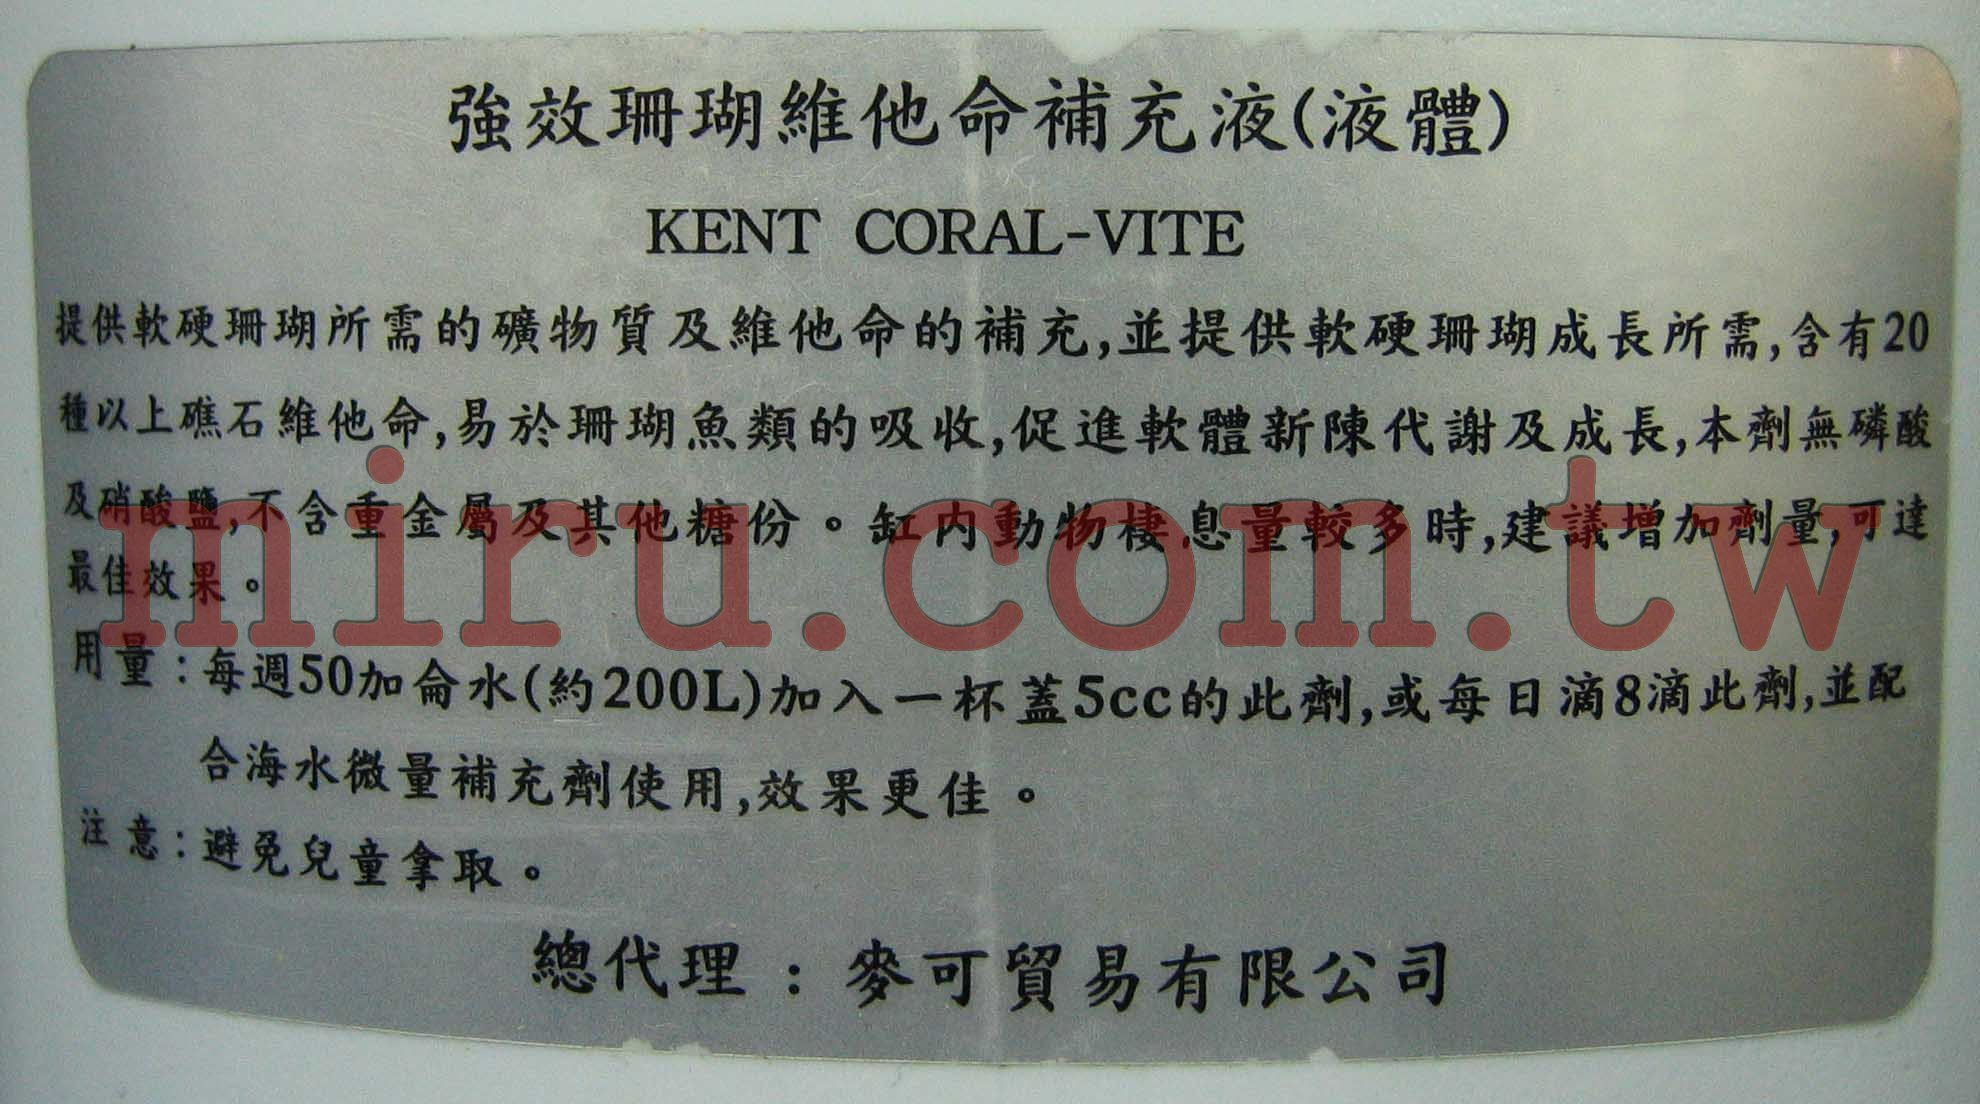 強效珊瑚維他命補充液(液體)
KENT CORAL-VITE
提供軟硬珊瑚所需的礦物質及維他命的補充,並提供軟硬珊瑚成長所需,含有20
種以上礁石維他命,易於珊瑚魚類的吸收,促進軟體新陳代謝及成長,本劑無磷酸
及硝酸鹽,不含重金屬及其他糖份。缸內動物棲息量較多時,建議增加劑量,可達
最佳效果。
miru.com.tw
用量:每週50加侖水(約200L)加入一杯蓋5cc的此劑,或每日滴8滴此劑,並配
合海水微量補充劑使用,效果更佳。
注意:避免兒童拿取。
總代理:麥可貿易有限公司